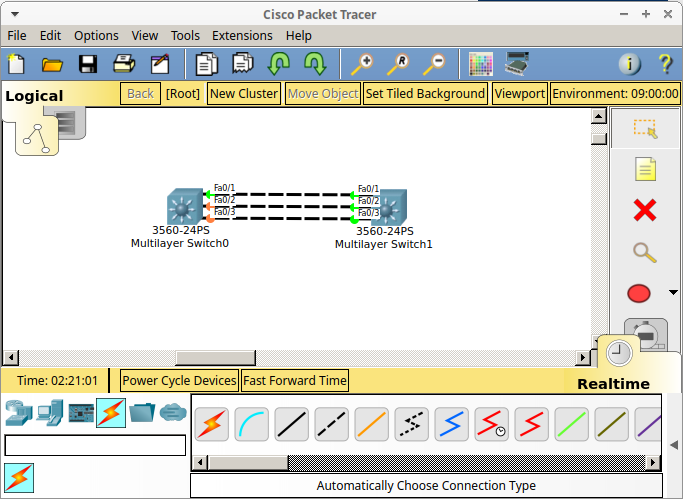 Cisco Packet Tracer
File Edit Options View Tools Extensions Help
Logical Back [Root] New Cluster Move Object Set Tiled Background Viewport Environment: 09:00:00
Fa0/1 Fa0/1
Fa0/2 Fa0/2
Fa0/3 Fa0/3
3560-24PS 3560-24PS
Multilayer Switch0 Multilayer Switch1
Time: 02:21:01 Power Cycle Devices Fast Forward Time Realtime
Automatically Choose Connection Type